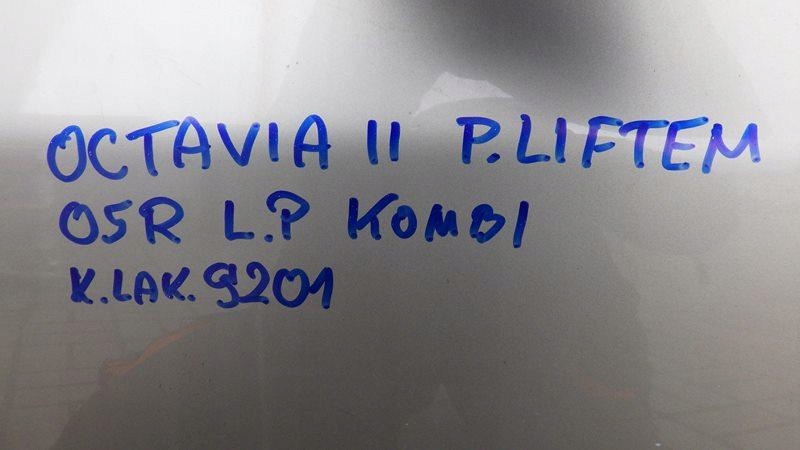 OCTAVIA II P.LIFTEM
05R L.P KOMBI
K.LAK. 9201